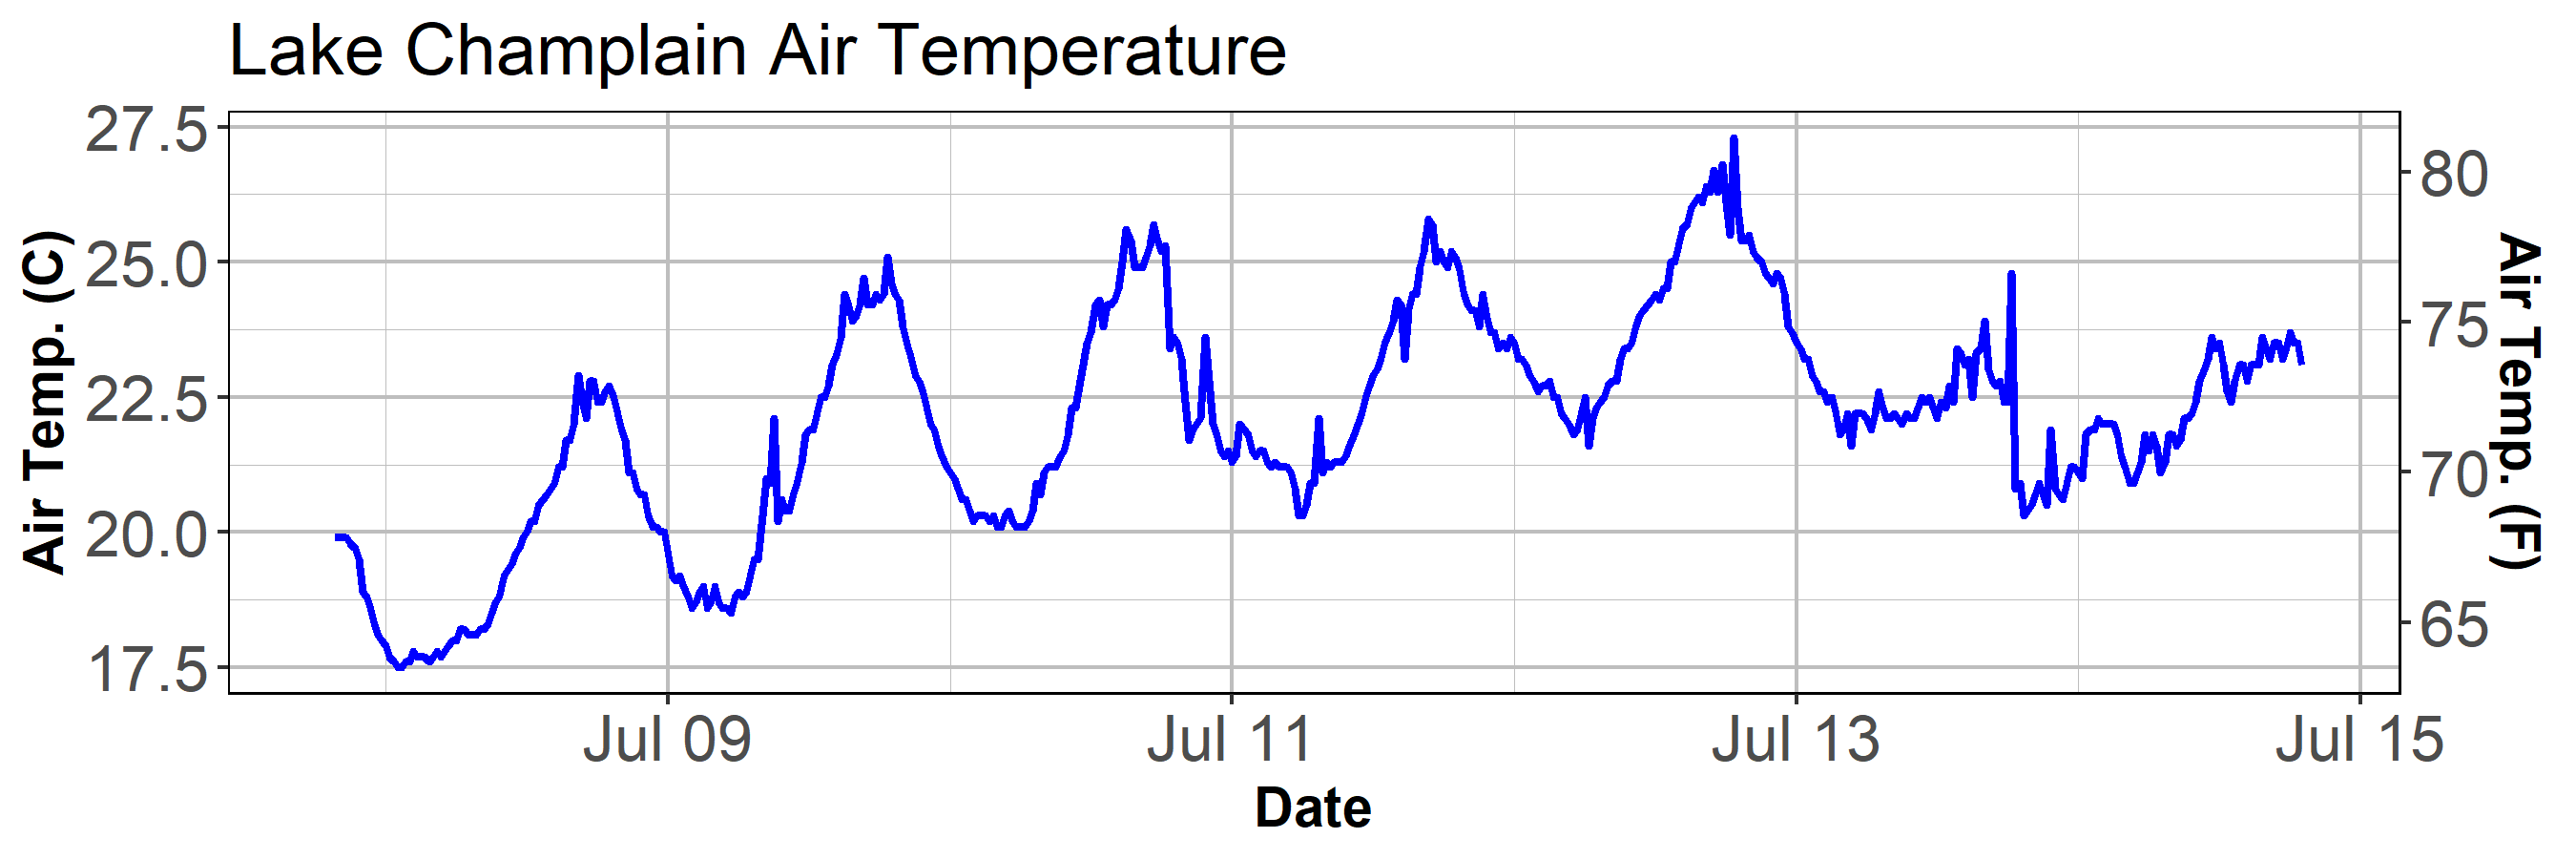 Lake Champlain Air Temperature
Air Temp. (C)
27.5
25.0
22.5
20.0
17.5
80
75
70
65
Air Temp. (F)
Jul 09 Jul 11 Jul 13 Jul 15
Date